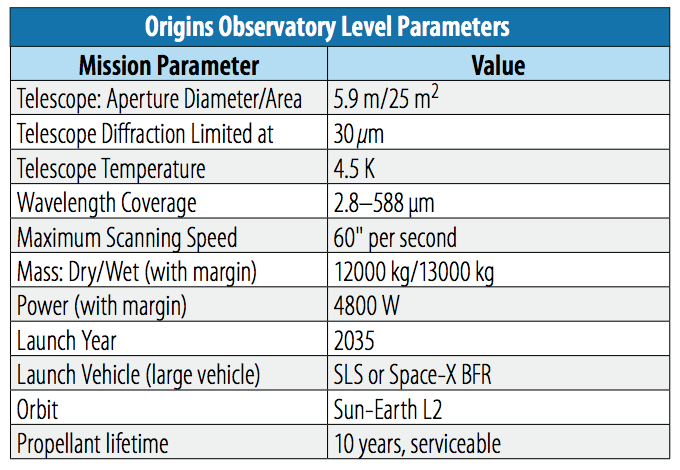 Origins Observatory Level Parameters
Mission Parameter Value
Telescope: Aperture Diameter/Area 5.9 m/25 m²
Telescope Diffraction Limited at 30 μm
Telescope Temperature 4.5 K
Wavelength Coverage 2.8–588 μm
Maximum Scanning Speed 60" per second
Mass: Dry/Wet (with margin) 12000 kg/13000 kg
Power (with margin) 4800 W
Launch Year 2035
Launch Vehicle (large vehicle) SLS or Space-X BFR
Orbit Sun-Earth L2
Propellant lifetime 10 years, serviceable